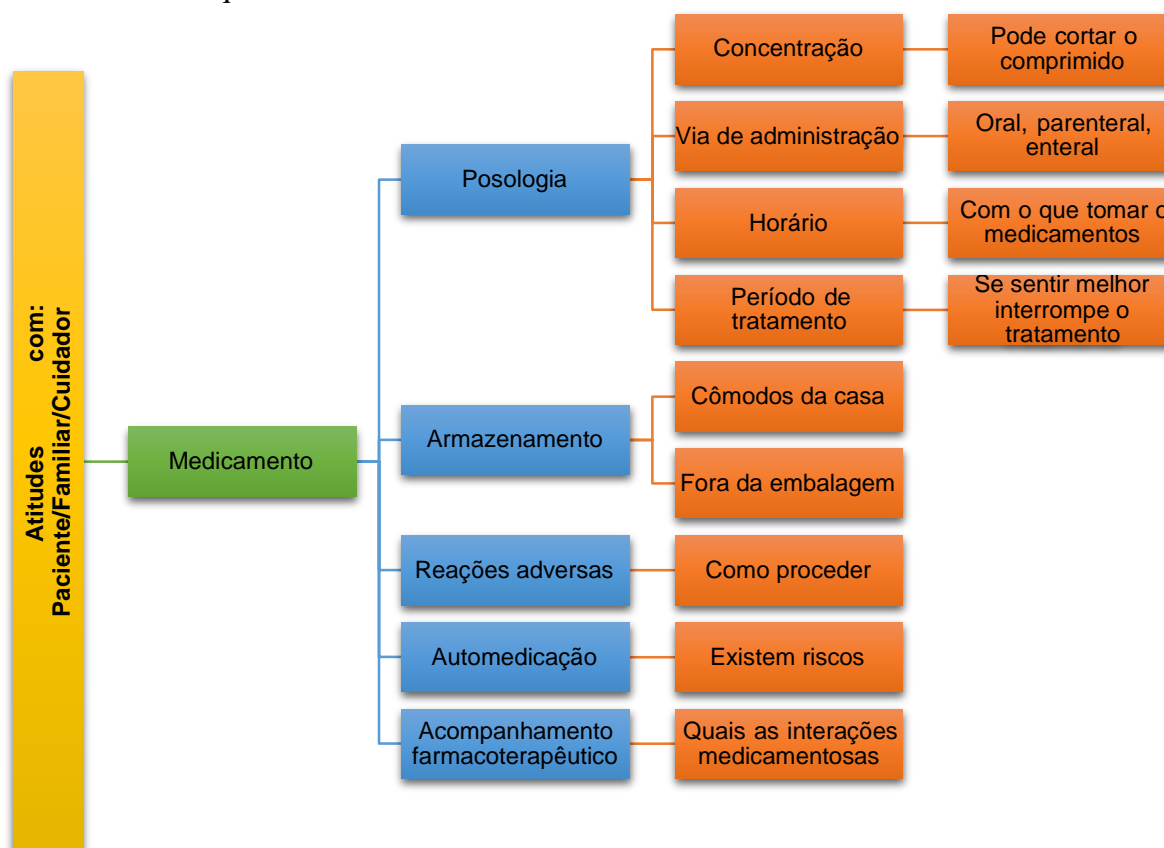 Concentração
Pode cortar o
comprimido
Via de administração
Oral, parenteral,
enteral
Posologia
Horário
Com o que tomar o
medicamentos
Período de
tratamento
Se sentir melhor
interrompe o
tratamento
Atitudes com:
Paciente/Familiar/Cuidador
Medicamento
Armazenamento
Cômodos da casa
Fora da embalagem
Reações adversas
Como proceder
Automedicação
Existem riscos
Acompanhamento
farmacoterapêutico
Quais as interações
medicamentosas